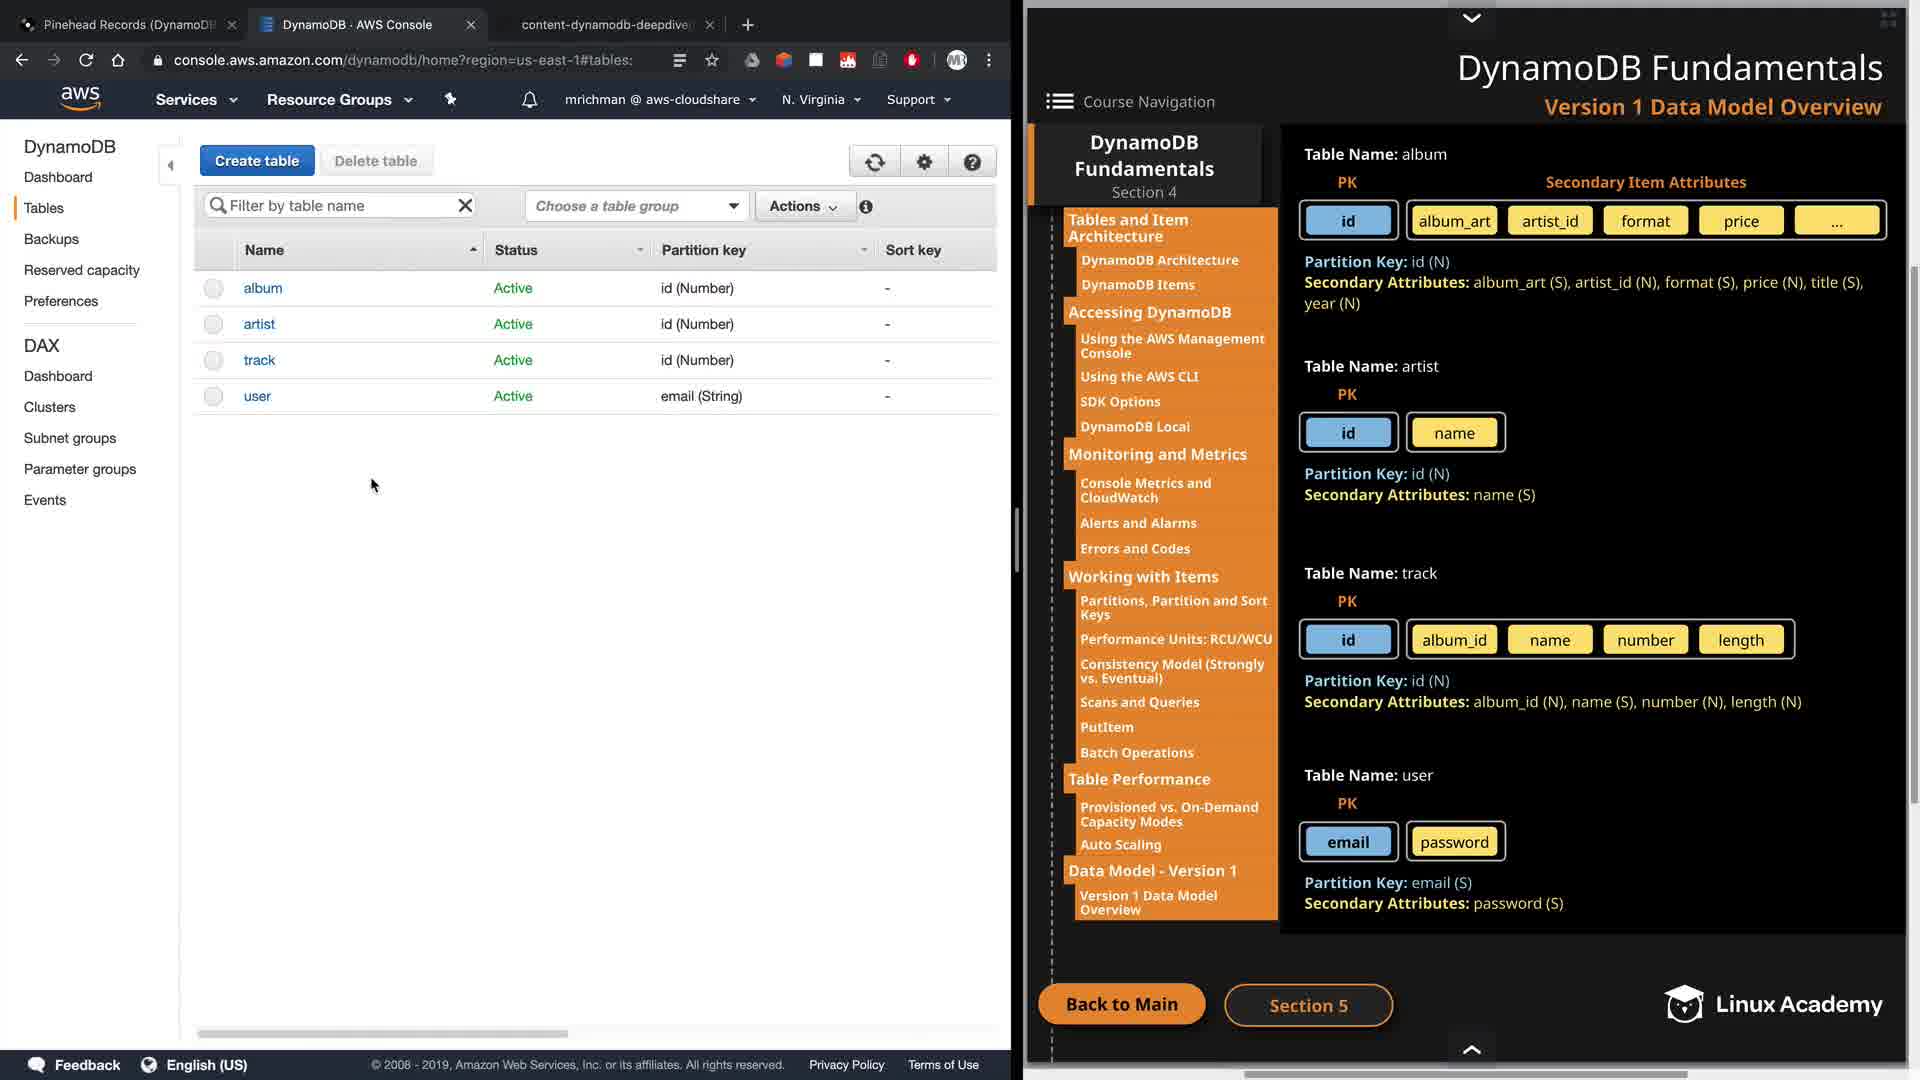 Pinehead Records (DynamoDB
DynamoDB · AWS Console
content-dynamodb-deepdive
console.aws.amazon.com/dynamodb/home?region=us-east-1#tables:
aws
Services
Resource Groups
mrichman @ aws-cloudshare
N. Virginia
Support
DynamoDB
Dashboard
Tables
Backups
Reserved capacity
Preferences
DAX
Dashboard
Clusters
Subnet groups
Parameter groups
Events
Create table
Delete table
Filter by table name
Choose a table group
Actions
Name Status Partition key Sort key
album Active id (Number) -
artist Active id (Number) -
track Active id (Number) -
user Active email (String) -
Feedback
English (US)
© 2008 - 2019, Amazon Web Services, Inc. or its affiliates. All rights reserved.
Privacy Policy
Terms of Use
DynamoDB Fundamentals
Version 1 Data Model Overview
Course Navigation
DynamoDB
Fundamentals
Section 4
Tables and Item
Architecture
DynamoDB Architecture
DynamoDB Items
Accessing DynamoDB
Using the AWS Management
Console
Using the AWS CLI
SDK Options
DynamoDB Local
Monitoring and Metrics
Console Metrics and
CloudWatch
Alerts and Alarms
Errors and Codes
Working with Items
Partitions, Partition and Sort
Keys
Performance Units: RCU/WCU
Consistency Model (Strongly
vs. Eventual)
Scans and Queries
PutItem
Batch Operations
Table Performance
Provisioned vs. On-Demand
Capacity Modes
Auto Scaling
Data Model - Version 1
Version 1 Data Model
Overview
Table Name: album
PK Secondary Item Attributes
id album_art artist_id format price ...
Partition Key: id (N)
Secondary Attributes: album_art (S), artist_id (N), format (S), price (N), title (S),
year (N)
Table Name: artist
PK
id name
Partition Key: id (N)
Secondary Attributes: name (S)
Table Name: track
PK
id album_id name number length
Partition Key: id (N)
Secondary Attributes: album_id (N), name (S), number (N), length (N)
Table Name: user
PK
email password
Partition Key: email (S)
Secondary Attributes: password (S)
Back to Main
Section 5
Linux Academy